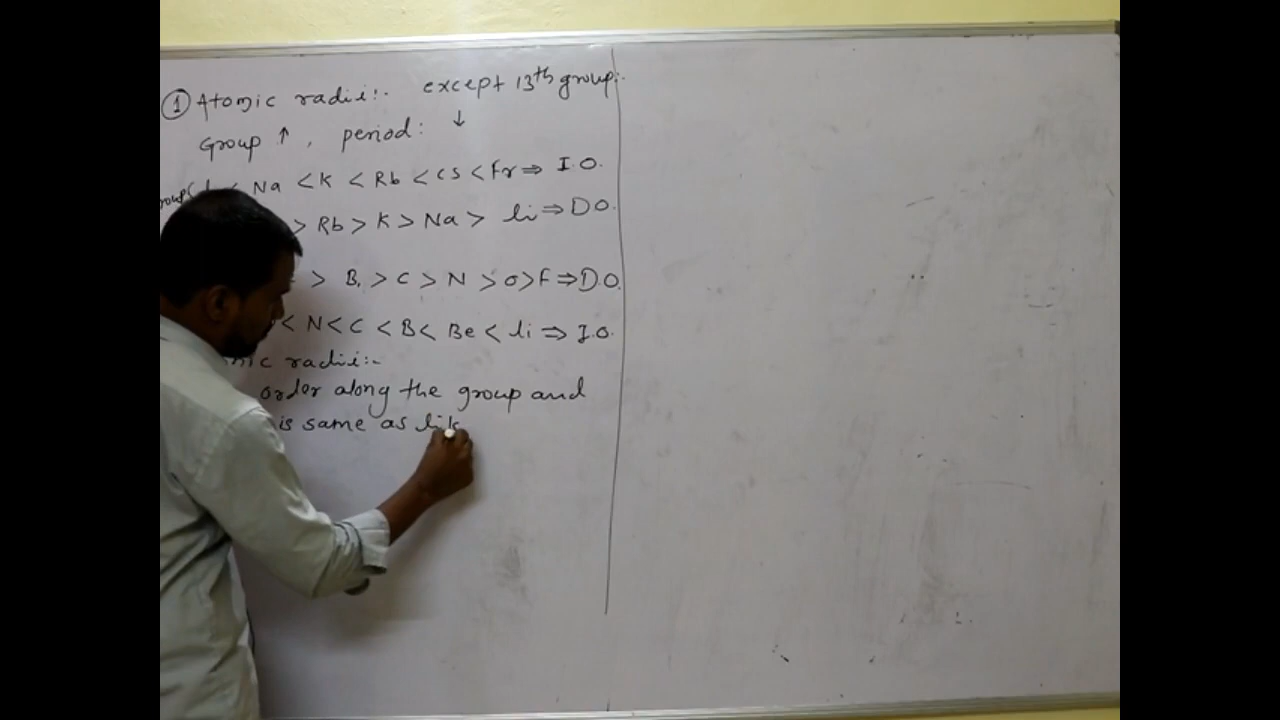 ① Atomic radii:- except 13th group:-
Group ↑ , period: ↓
Na < K < Rb < CS < Fr ⇒ I.O.
> Rb > K > Na > li ⇒ D.O.
> B > C > N > O > F ⇒ D.O.
< N < C < B < Be < li ⇒ I.O.
radii:-
order along the group and
is same as lik